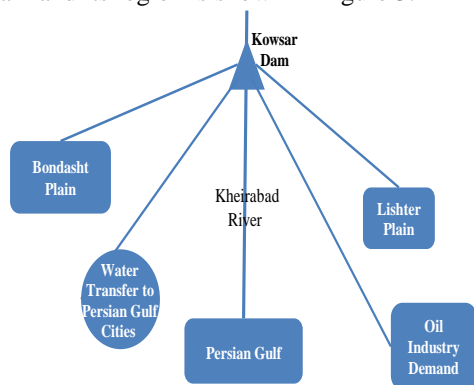 Kowsar
Dam
Bondasht
Plain
Kheirabad
River
Lishter
Plain
Water
Transfer to
Persian Gulf
Cities
Persian Gulf
Oil
Industry
Demand